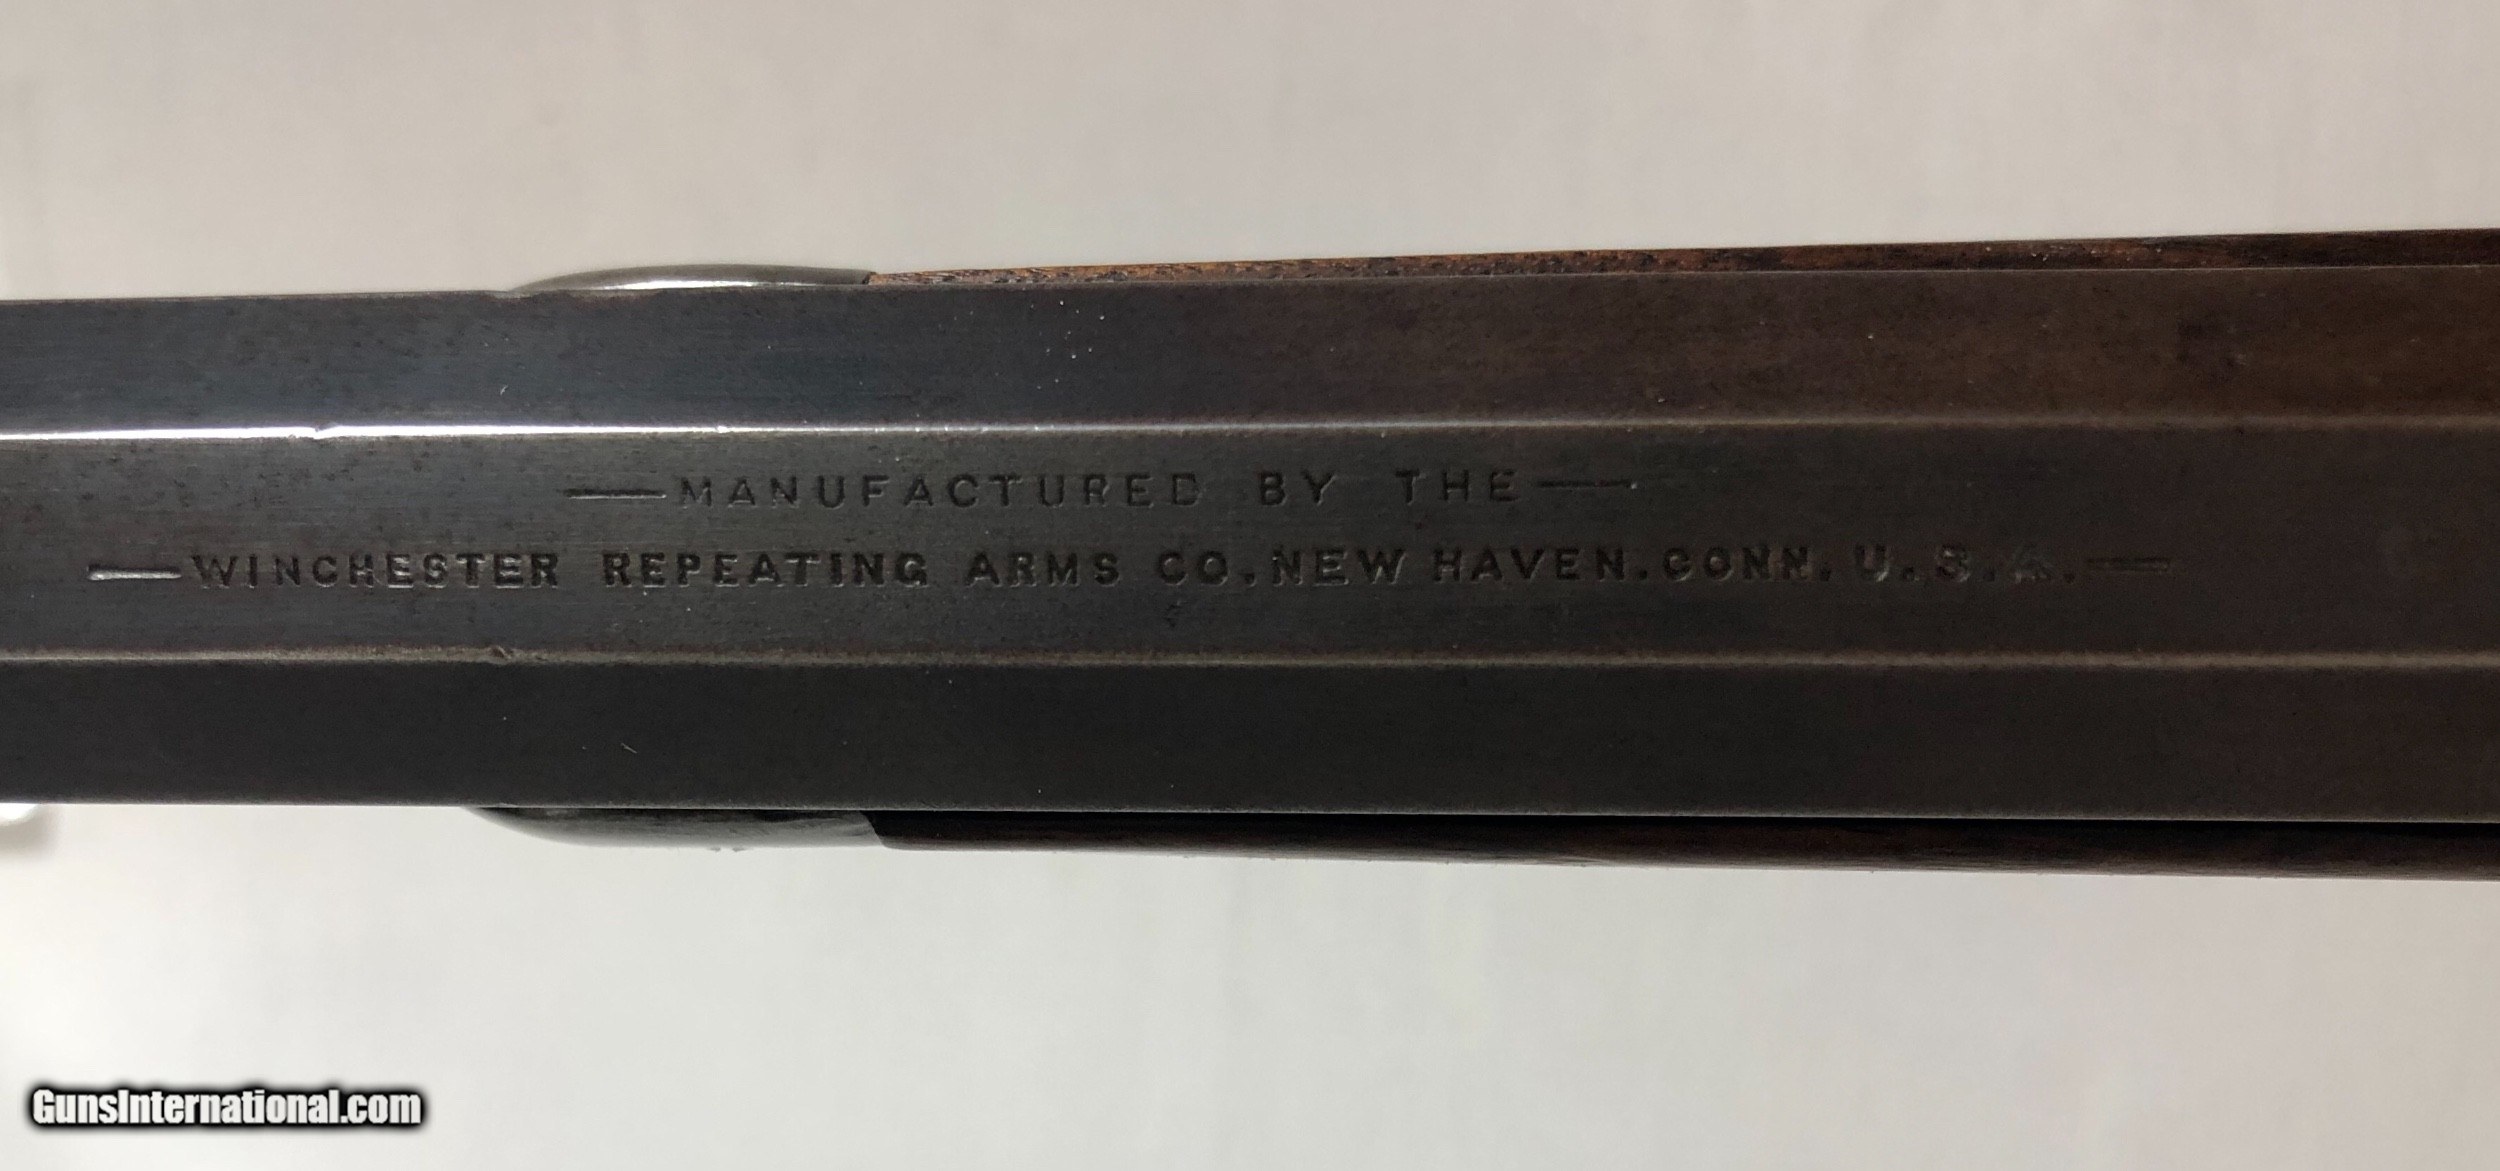 —MANUFACTURED BY THE—
—WINCHESTER REPEATING ARMS CO. NEW HAVEN. CONN. U.S.A.—
GunsInternational.com